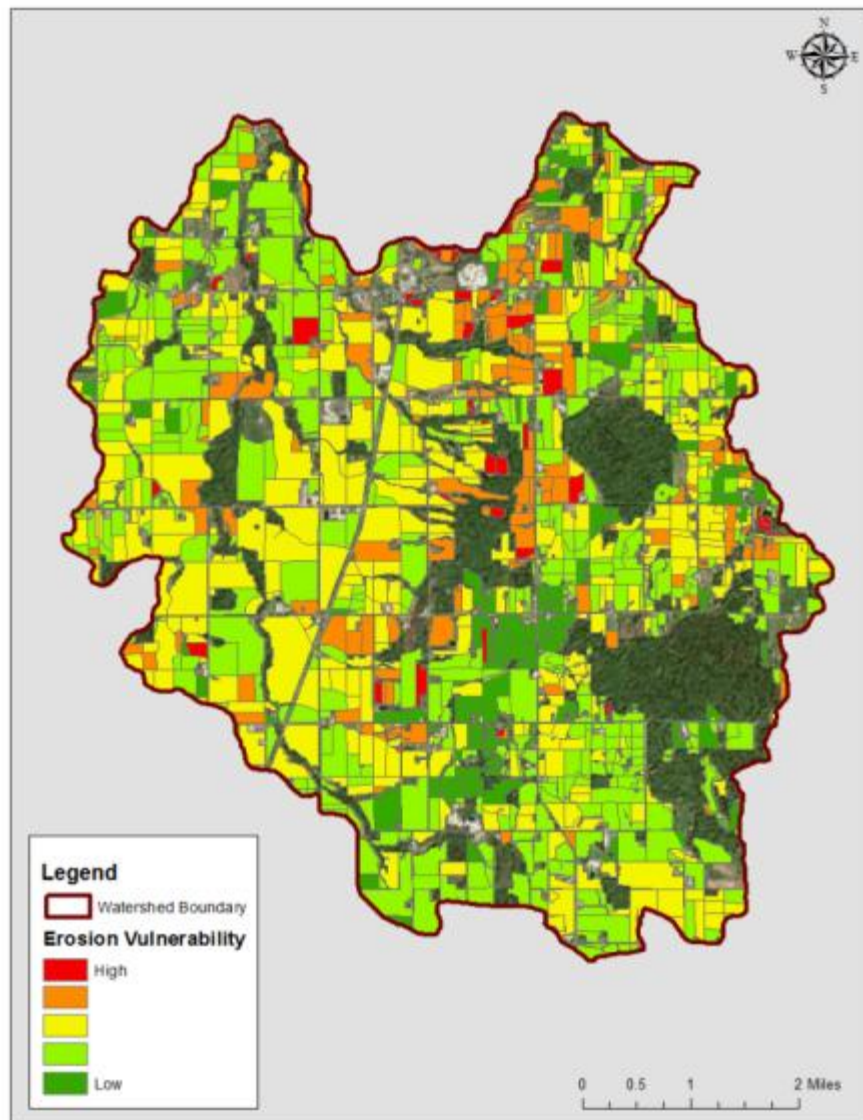 N
W E
S
Legend
Watershed Boundary
Erosion Vulnerability
High
Low
0 0.5 1 2 Miles